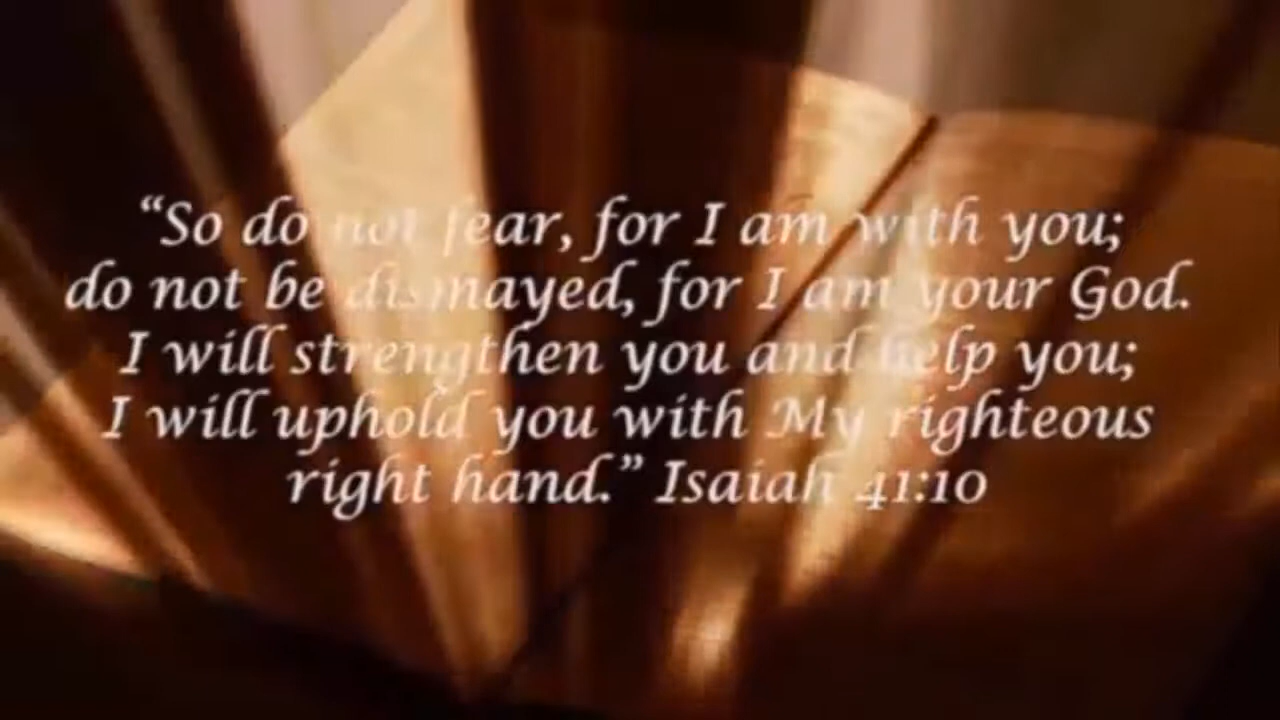 “So do not fear, for I am with you;
do not be dismayed, for I am your God.
I will strengthen you and help you;
I will uphold you with My righteous
right hand.” Isaiah 41:10